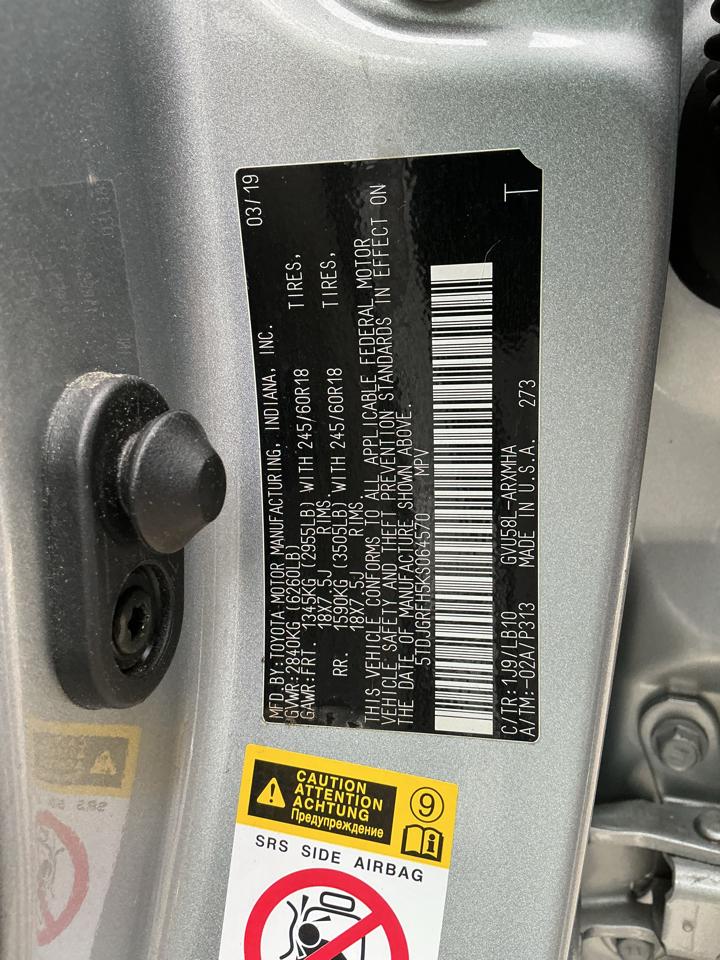 MFD.BY:TOYOTA MOTOR MANUFACTURING, INDIANA, INC. 03/19
GVWR:2840KG (6260LB)
GAWR:FRT. 1345KG (2955LB) WITH 245/60R18 TIRES,
18X7.5J RIMS.
RR. 1590KG (3505LB) WITH 245/60R18 TIRES,
18X7.5J RIMS.
THIS VEHICLE CONFORMS TO ALL APPLICABLE FEDERAL MOTOR
VEHICLE SAFETY AND THEFT PREVENTION STANDARDS IN EFFECT ON
THE DATE OF MANUFACTURE SHOWN ABOVE.
5TDJGRFH5KS064570 MPV
C/TR:1J9/LB10 GVU58L-ARXMHA 273
A/TM:-02A/P313 MADE IN U.S.A.
T
CAUTION
ATTENTION
ACHTUNG
Предупреждение
9
SRS SIDE AIRBAG